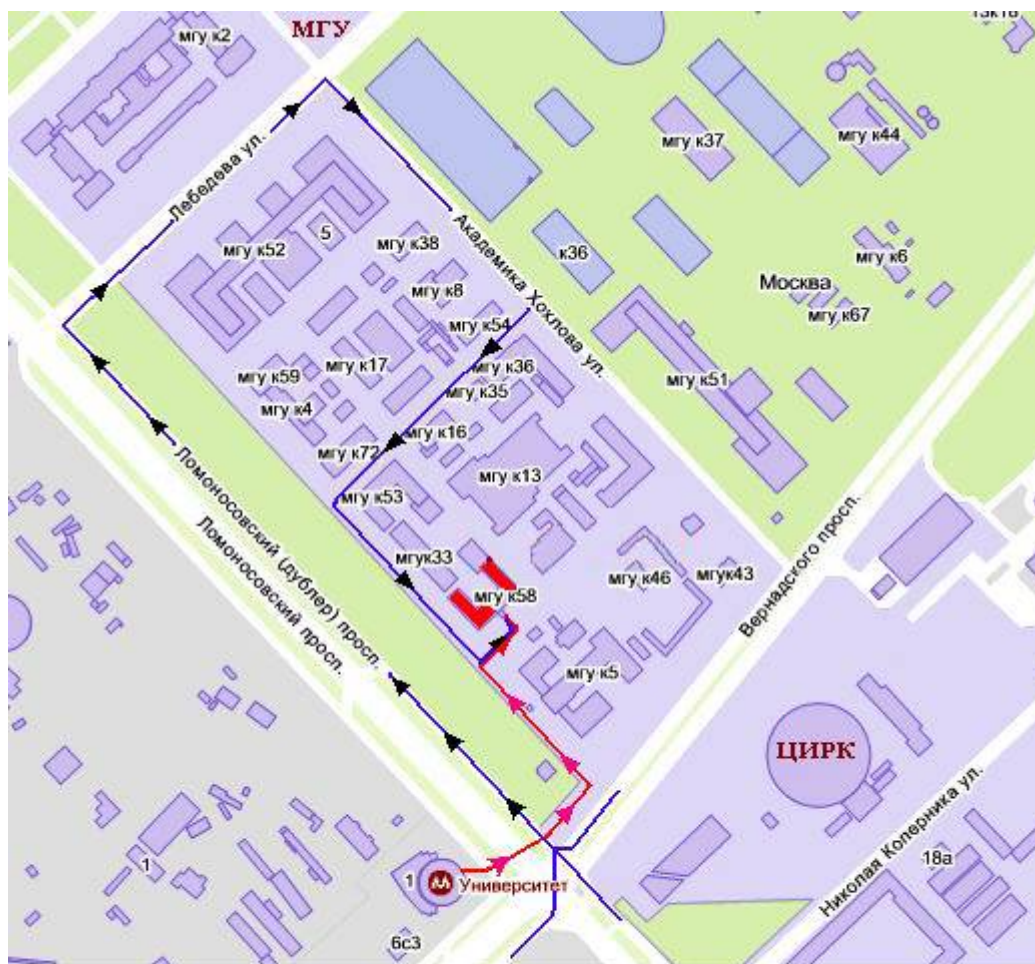 МГУ
мгу к2
13к18
мгу к37
мгу к44
Лебедева ул.
5
мгу к38
мгу к52
Академика Хохлова ул.
к36
мгу к6
Москва
мгу к8
мгу к67
мгу к54
мгу к17
мгу к36
мгу к59
мгу к35
мгу к51
мгу к4
мгу к16
мгу к72
мгу к13
мгу к53
Ломоносовский (дублер) просп.
Ломоносовский просп.
Вернадского просп.
мгук33
мгу к46
мгук43
мгу к58
мгу к5
ЦИРК
Николая Коперника ул.
1
18а
1
Университет
6с3